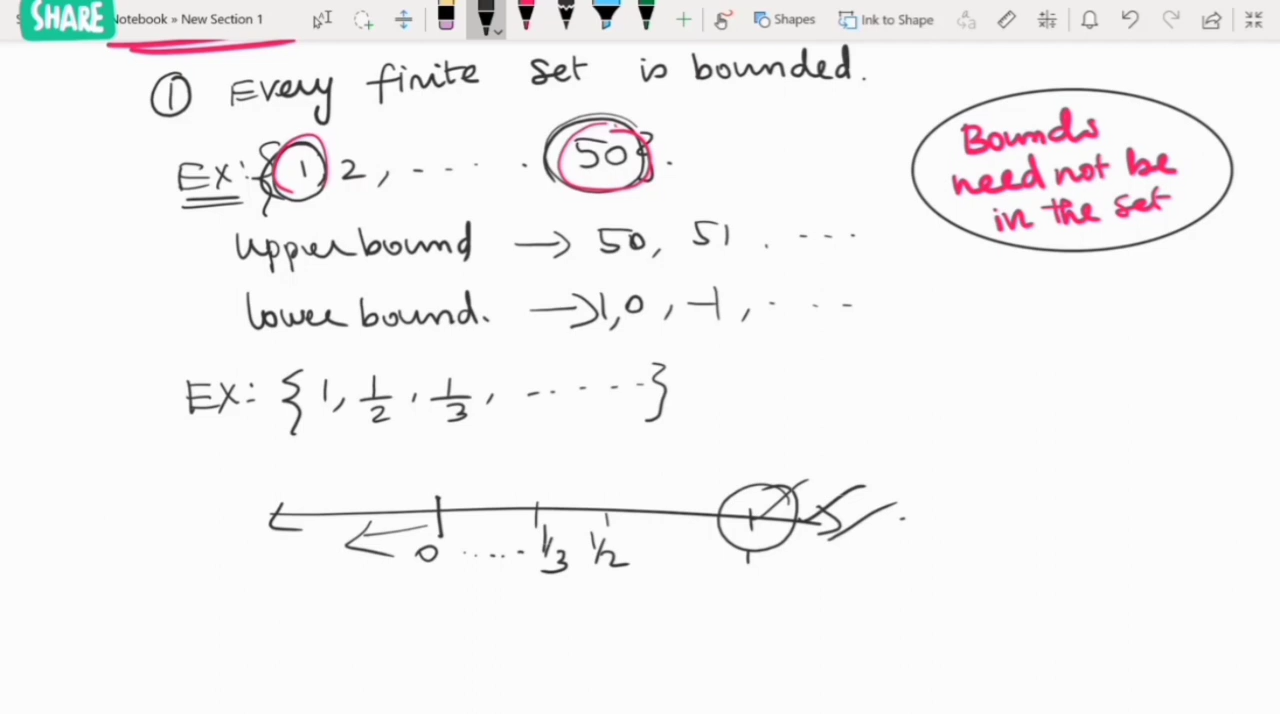 SHARE
Notebook » New Section 1
Shapes
Ink to Shape
① Every finite set is bounded.
Ex: {1 2, ..... 50}.
Bounds
need not be
in the set
upper bound → 50, 51 . ...
lower bound. → 1, 0, -1, ...
EX: { 1, 1/2, 1/3, ...... }
0 ..... 1/3 1/2 1